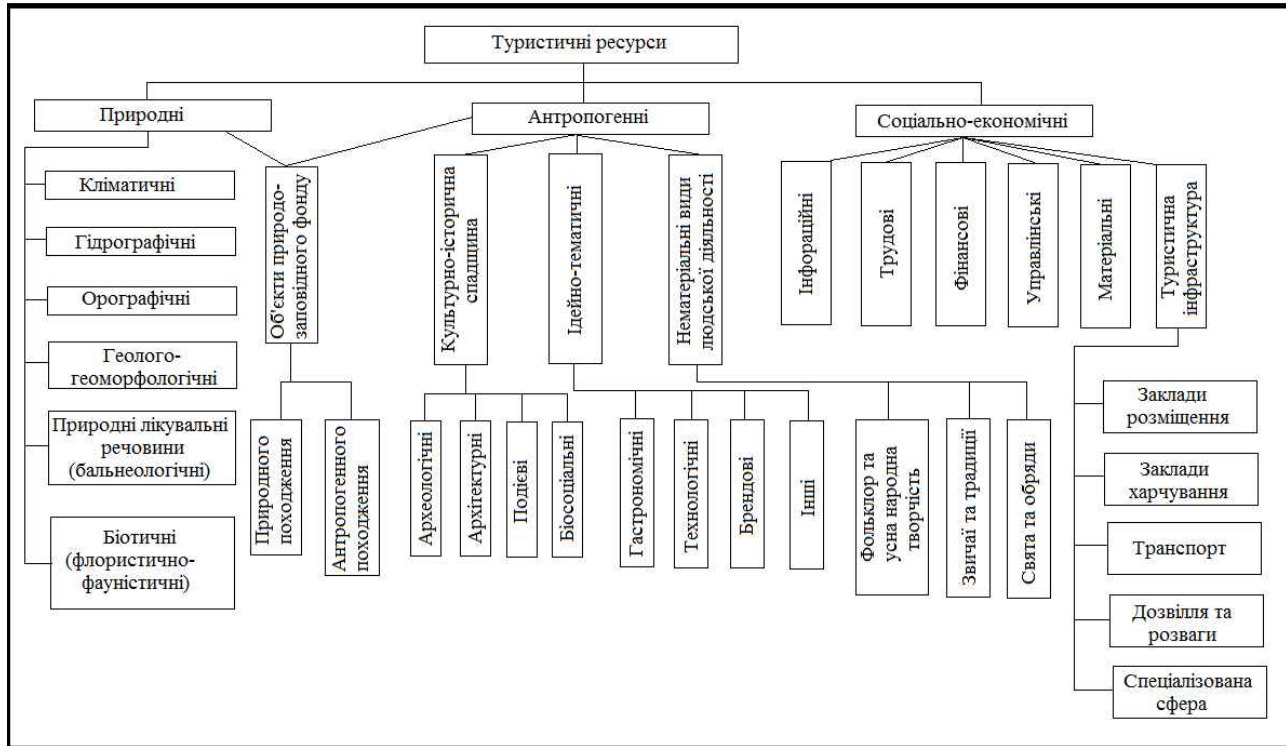 Туристичні ресурси
Природні
Антропогенні
Соціально-економічні
Кліматичні
Гідрографічні
Орографічні
Геолого-
геоморфологічні
Природні лікувальні
речовини
(бальнеологічні)
Біотичні
(флористично-
фауністичні)
Об'єкти природо-
заповідного фонду
Природного
походження
Антропогенного
походження
Культурно-історична
спадщина
Ідейно-тематичні
Нематеріальні види
людської діяльності
Археологічні
Архітектурні
Подієві
Біосоціальні
Гастрономічні
Технологічні
Брендові
Інші
Фольклор та
усна народна
творчість
Звичаї та традиції
Свята та обряди
Інфораційні
Трудові
Фінансові
Управлінські
Матеріальні
Туристична
інфраструктура
Заклади
розміщення
Заклади
харчування
Транспорт
Дозвілля та
розваги
Спеціалізована
сфера